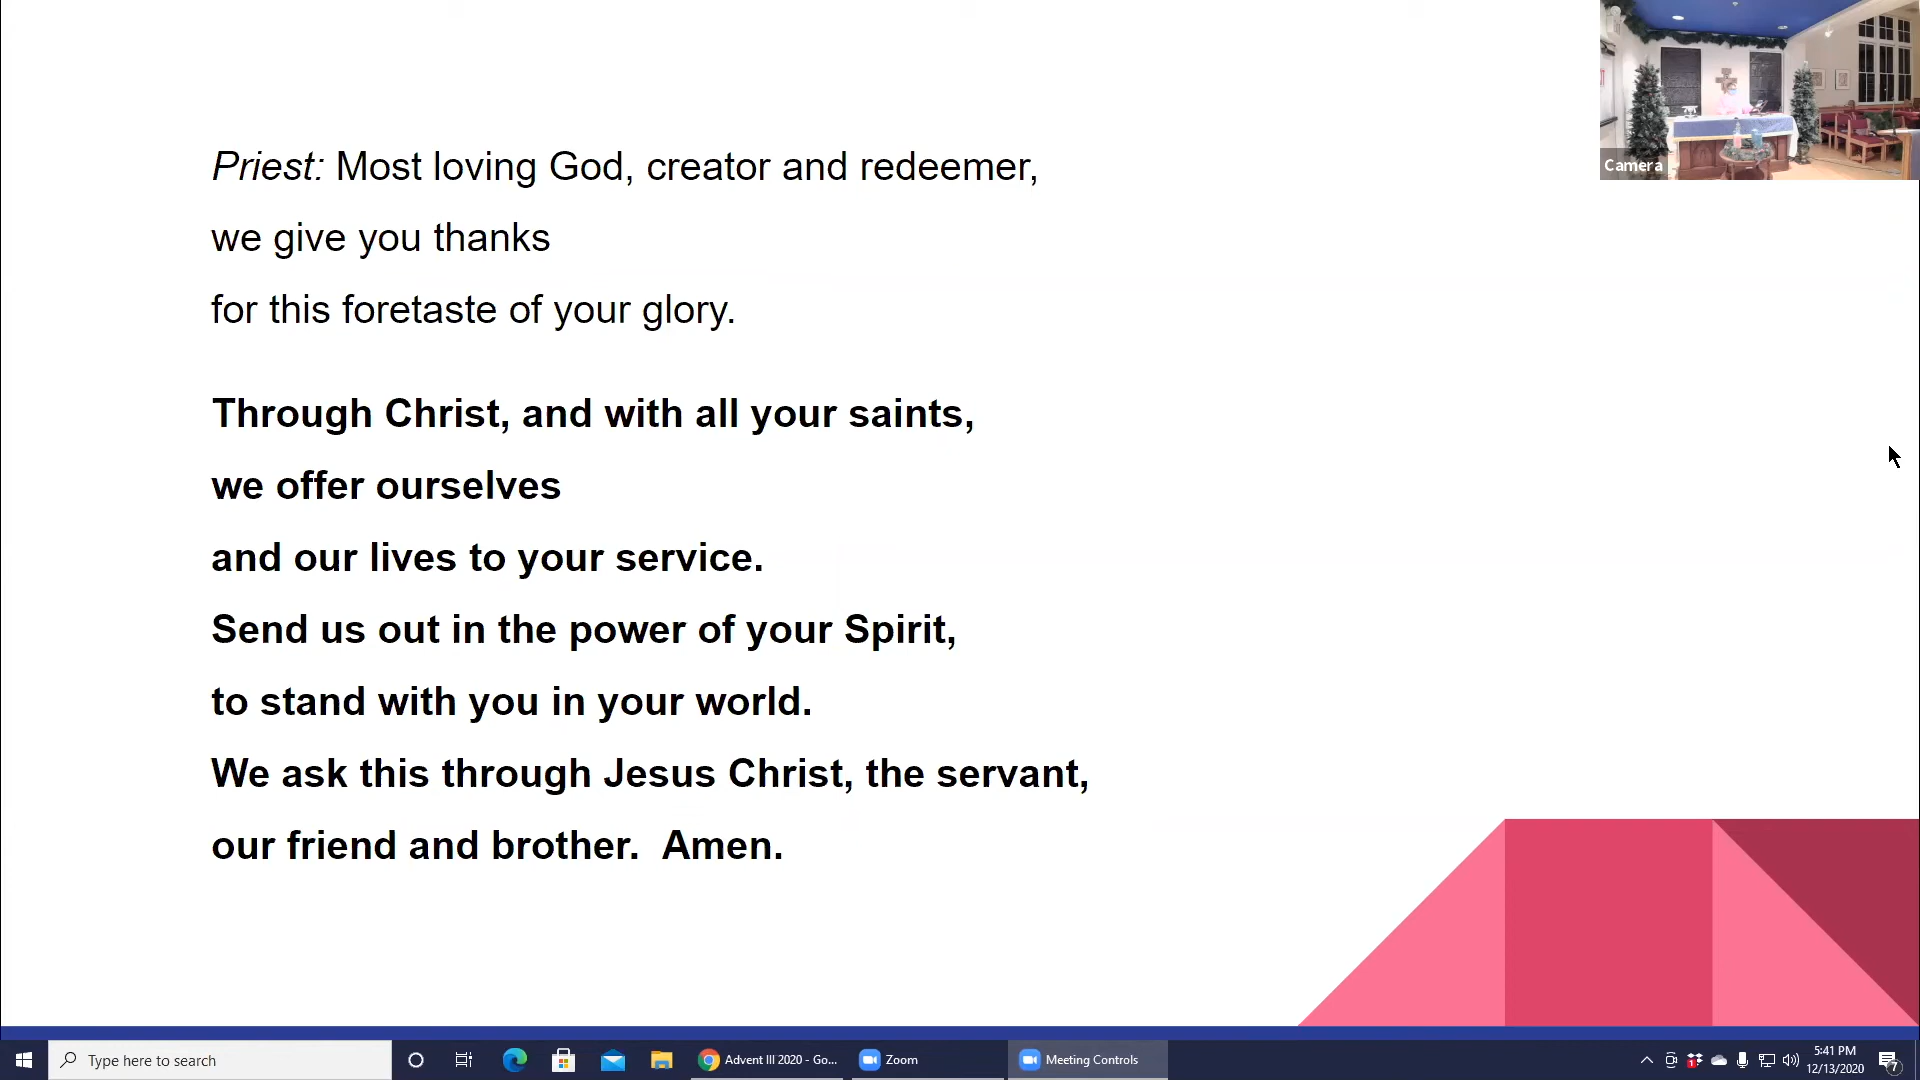 Priest: Most loving God, creator and redeemer,
we give you thanks
for this foretaste of your glory.
Through Christ, and with all your saints,
we offer ourselves
and our lives to your service.
Send us out in the power of your Spirit,
to stand with you in your world.
We ask this through Jesus Christ, the servant,
our friend and brother.  Amen.
Camera
Type here to search
Advent III 2020 - Go...
Zoom
Meeting Controls
1
5:41 PM
12/13/2020
7